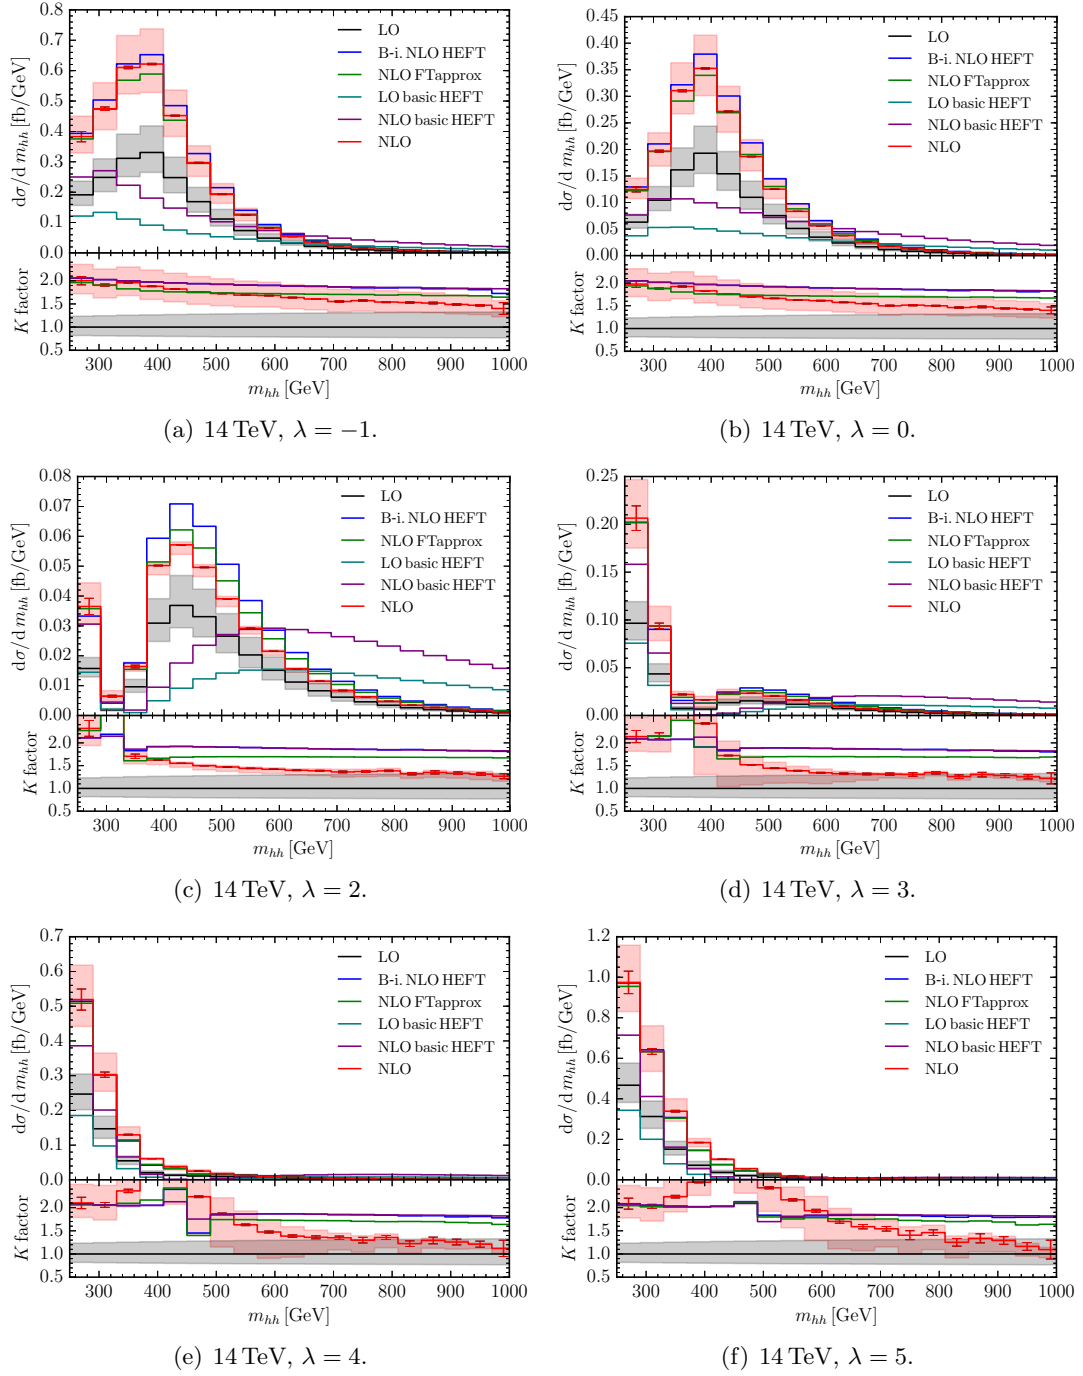 0.8
0.7
0.6
0.5
0.4
0.3
0.2
0.1
0.0
dσ/d m_hh [fb/GeV]
LO
B-i. NLO HEFT
NLO FTapprox
LO basic HEFT
NLO basic HEFT
NLO
2.0
1.5
1.0
0.5
K factor
300 400 500 600 700 800 900 1000
m_hh [GeV]
(a) 14 TeV, λ = −1.
0.45
0.40
0.35
0.30
0.25
0.20
0.15
0.10
0.05
0.00
dσ/d m_hh [fb/GeV]
LO
B-i. NLO HEFT
NLO FTapprox
LO basic HEFT
NLO basic HEFT
NLO
2.0
1.5
1.0
0.5
K factor
300 400 500 600 700 800 900 1000
m_hh [GeV]
(b) 14 TeV, λ = 0.
0.08
0.07
0.06
0.05
0.04
0.03
0.02
0.01
0.00
dσ/d m_hh [fb/GeV]
LO
B-i. NLO HEFT
NLO FTapprox
LO basic HEFT
NLO basic HEFT
NLO
2.0
1.5
1.0
0.5
K factor
300 400 500 600 700 800 900 1000
m_hh [GeV]
(c) 14 TeV, λ = 2.
0.25
0.20
0.15
0.10
0.05
0.00
dσ/d m_hh [fb/GeV]
LO
B-i. NLO HEFT
NLO FTapprox
LO basic HEFT
NLO basic HEFT
NLO
2.0
1.5
1.0
0.5
K factor
300 400 500 600 700 800 900 1000
m_hh [GeV]
(d) 14 TeV, λ = 3.
0.7
0.6
0.5
0.4
0.3
0.2
0.1
0.0
dσ/d m_hh [fb/GeV]
LO
B-i. NLO HEFT
NLO FTapprox
LO basic HEFT
NLO basic HEFT
NLO
2.0
1.5
1.0
0.5
K factor
300 400 500 600 700 800 900 1000
m_hh [GeV]
(e) 14 TeV, λ = 4.
1.2
1.0
0.8
0.6
0.4
0.2
0.0
dσ/d m_hh [fb/GeV]
LO
B-i. NLO HEFT
NLO FTapprox
LO basic HEFT
NLO basic HEFT
NLO
2.0
1.5
1.0
0.5
K factor
300 400 500 600 700 800 900 1000
m_hh [GeV]
(f) 14 TeV, λ = 5.